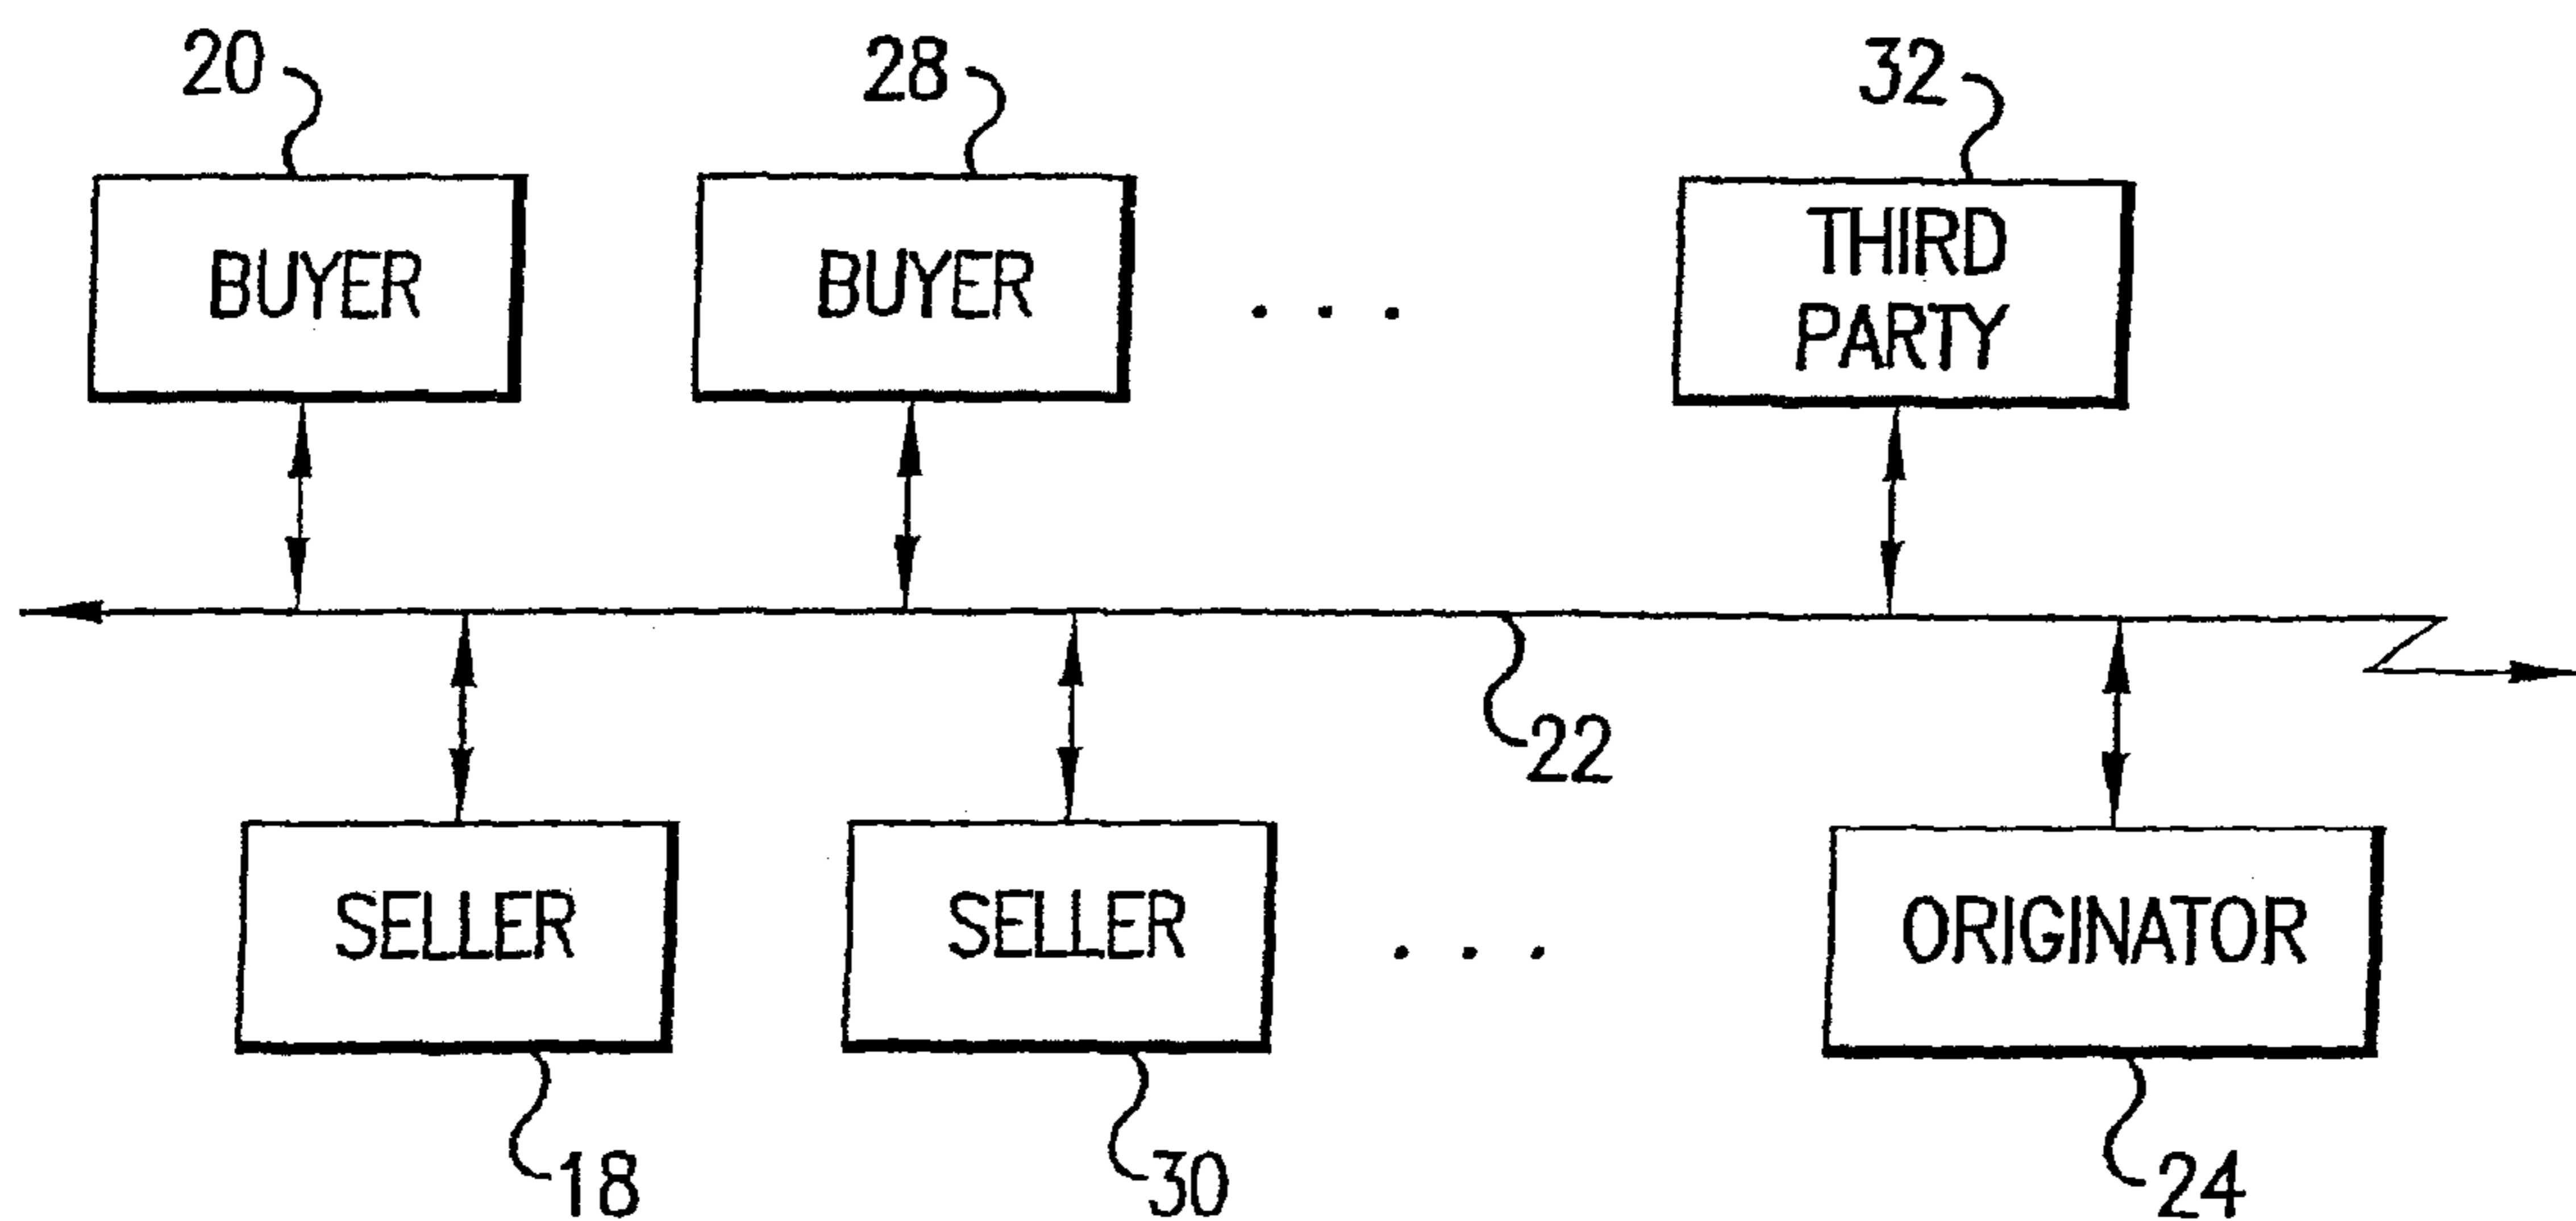 20
28
32
BUYER
BUYER
. . .
THIRD
PARTY
22
SELLER
SELLER
. . .
ORIGINATOR
18
30
24